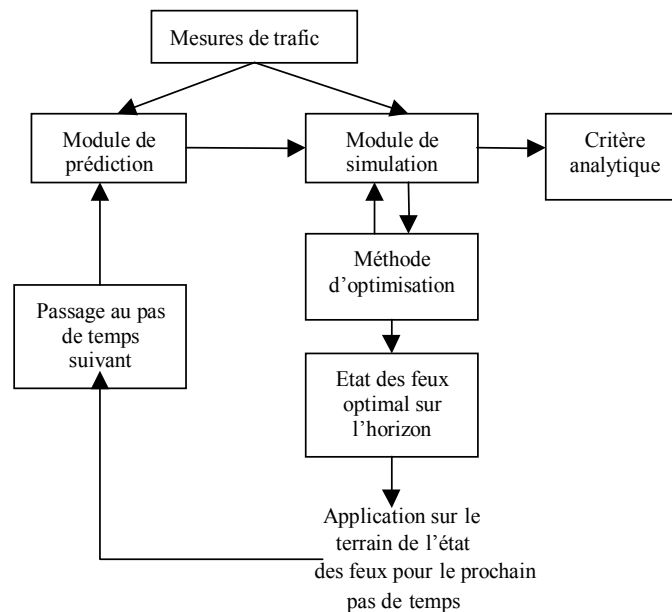 Mesures de trafic
Module de
prédiction
Module de
simulation
Critère
analytique
Méthode
d'optimisation
Passage au pas
de temps
suivant
Etat des feux
optimal sur
l'horizon
Application sur le
terrain de l'état
des feux pour le prochain
pas de temps